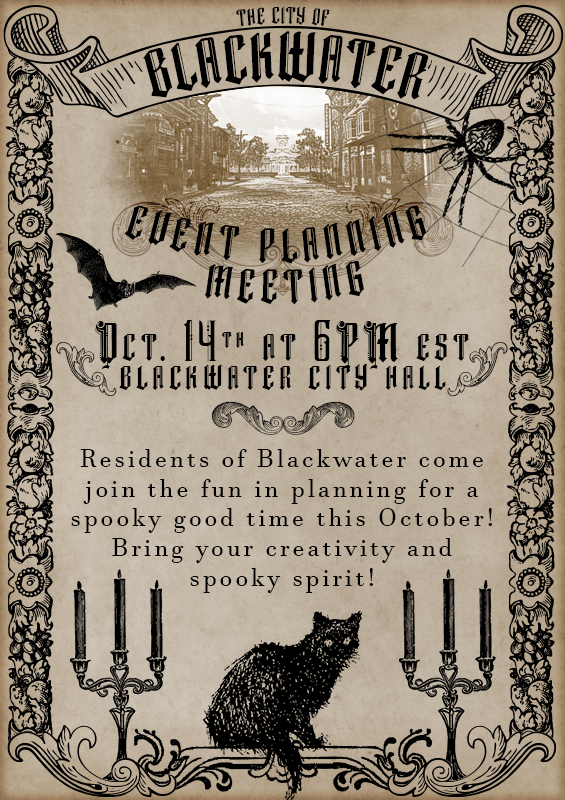 THE CITY OF
BLACKWATER
EVENT PLANNING
MEETING
Oct. 14TH AT 6PM EST
BLACKWATER CITY HALL
Residents of Blackwater come
join the fun in planning for a
spooky good time this October!
Bring your creativity and
spooky spirit!